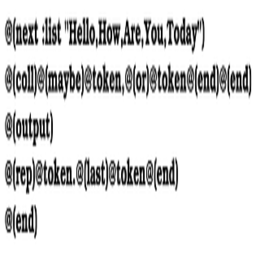 @(next :list "Hello,How,Are,You,Today")
@(coll)@(maybe)@token,@(or)@token@(end)@(end)
@(output)
@(rep)@token.@(last)@token@(end)
@(end)